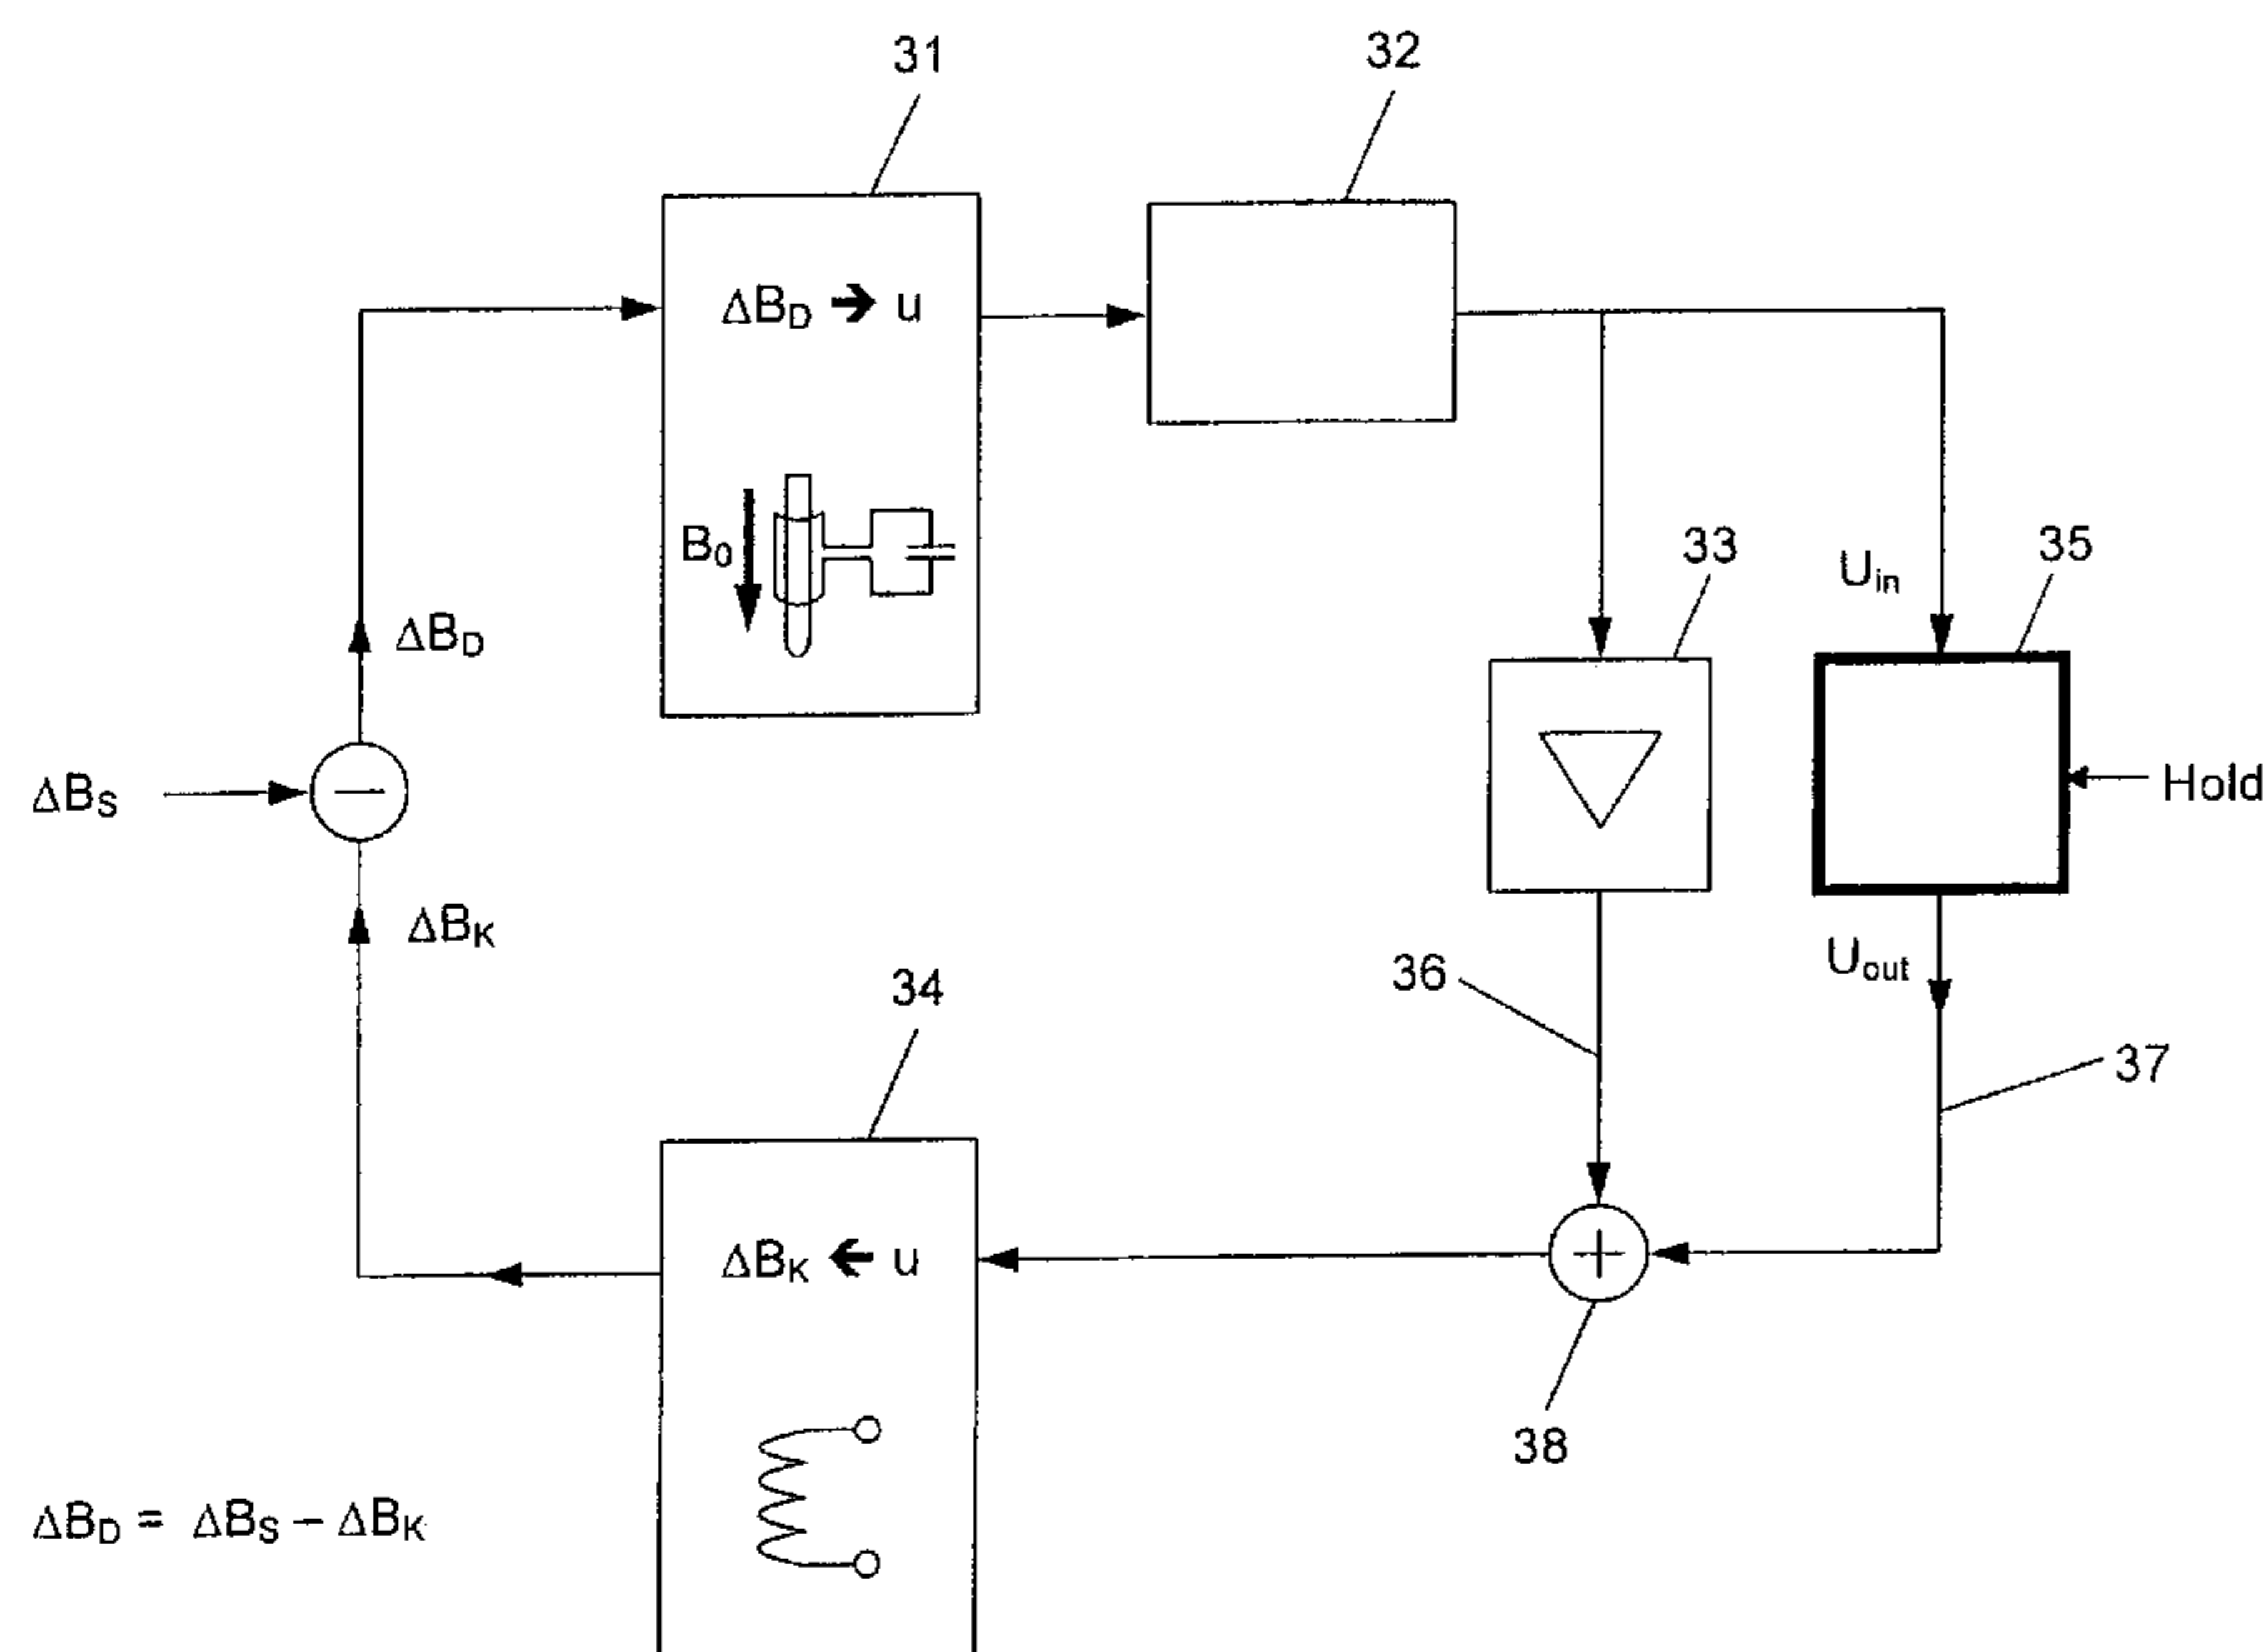 31
32
ΔB_D → u
B_0
33
35
U_in
ΔB_D
ΔB_S
−
Hold
ΔB_K
34
36
U_out
37
ΔB_K ← u
+
38
ΔB_D = ΔB_S − ΔB_K